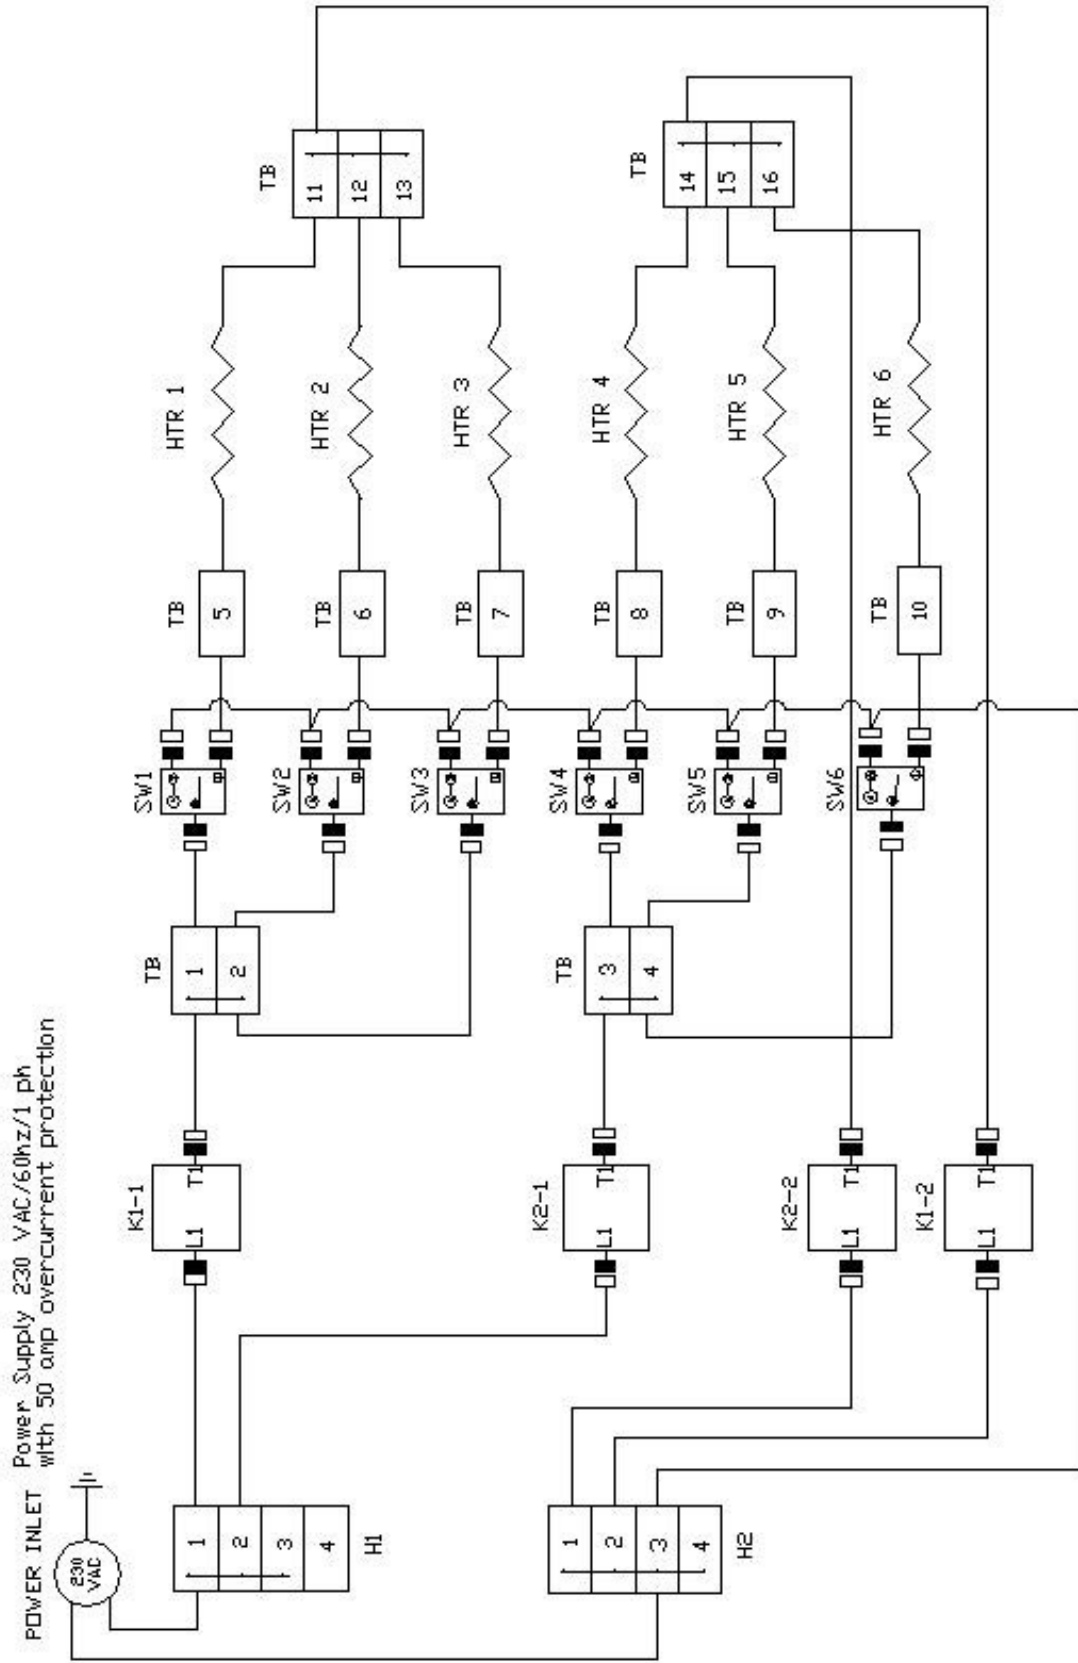 POWER INLET
Power Supply 230 VAC/60hz/1 ph
with 50 amp overcurrent protection
230
VAC
1
2
3
4
H1
1
2
3
4
H2
K1-1
L1
T1
K2-1
L1
T1
K2-2
L1
T1
K1-2
L1
T1
TB
1
2
TB
3
4
SW1
SW2
SW3
SW4
SW5
SW6
TB
5
TB
6
TB
7
TB
8
TB
9
TB
10
HTR 1
HTR 2
HTR 3
HTR 4
HTR 5
HTR 6
TB
11
12
13
TB
14
15
16